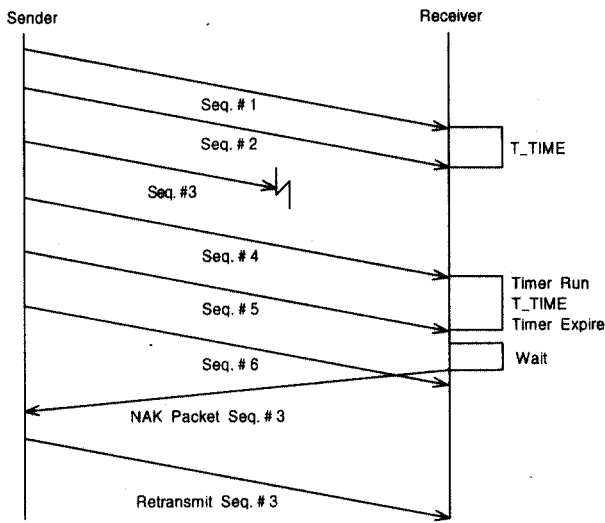 Sender
Receiver
Seq. # 1
Seq. # 2
T_TIME
Seq. #3
Seq. # 4
Timer Run
T_TIME
Timer Expire
Seq. # 5
Seq. # 6
Wait
NAK Packet Seq. # 3
Retransmit Seq. # 3